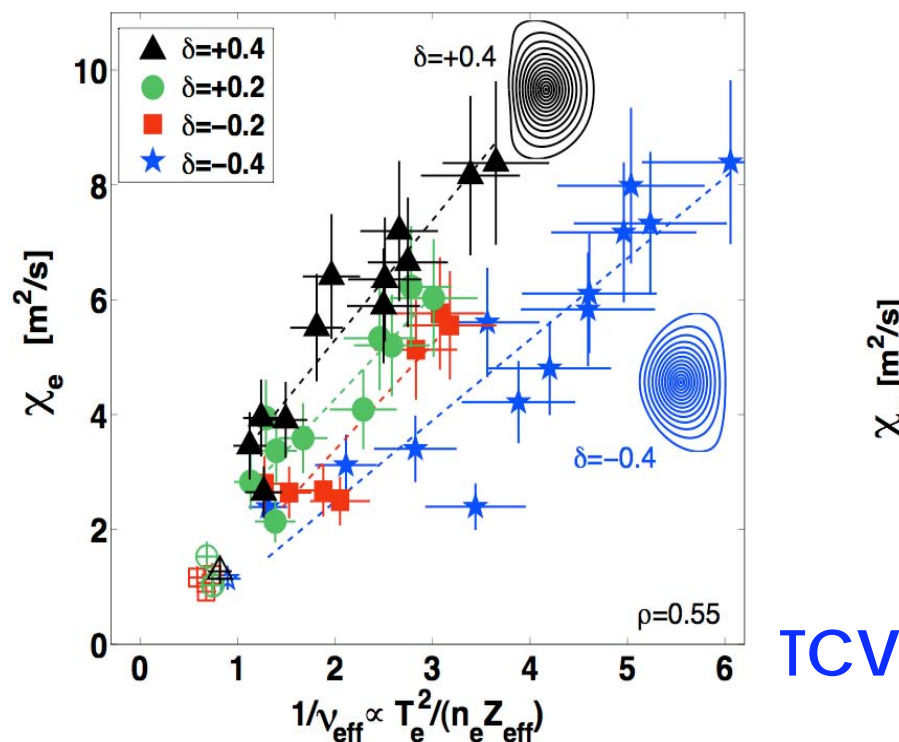 δ=+0.4
δ=+0.2
δ=−0.2
δ=−0.4
δ=+0.4
δ=−0.4
ρ=0.55
10
8
6
4
2
0
χe [m²/s]
0 1 2 3 4 5 6
1/νeff ∝ Te²/(neZeff)
χ [m²/s]
TCV